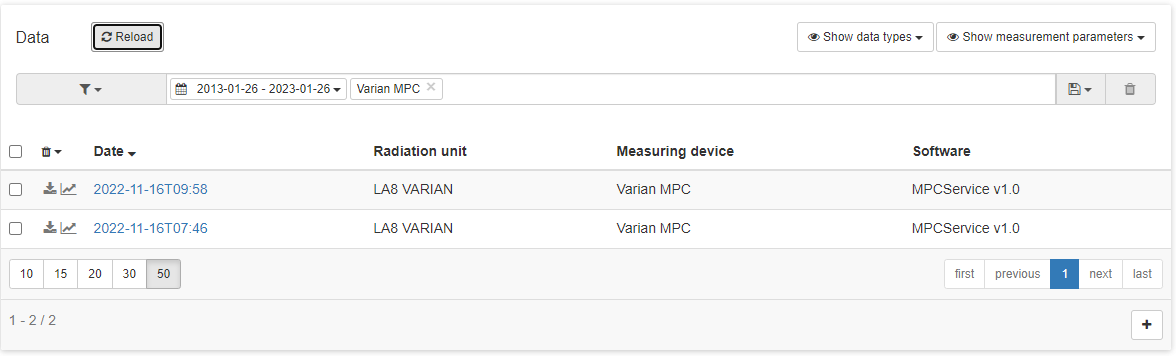 Data Reload Show data types Show measurement parameters
2013-01-26 - 2023-01-26 Varian MPC ×
Date Radiation unit Measuring device Software
2022-11-16T09:58 LA8 VARIAN Varian MPC MPCService v1.0
2022-11-16T07:46 LA8 VARIAN Varian MPC MPCService v1.0
10 15 20 30 50 first previous 1 next last
1 - 2 / 2 +